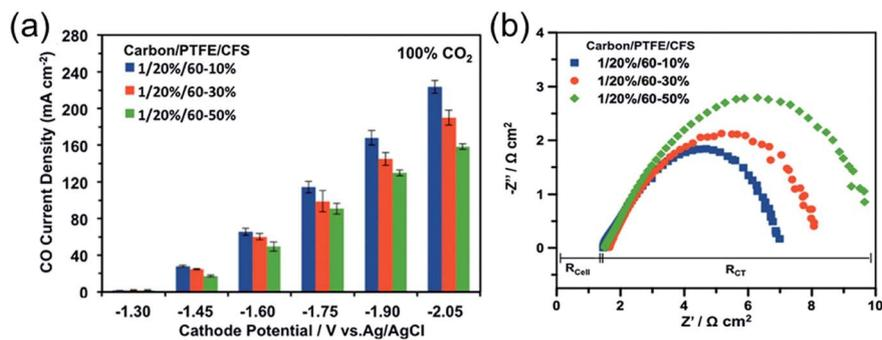 (a)
280
240
200
160
120
80
40
0
CO Current Density (mA cm⁻²)
Carbon/PTFE/CFS
1/20%/60-10%
1/20%/60-30%
1/20%/60-50%
100% CO₂
-1.30 -1.45 -1.60 -1.75 -1.90 -2.05
Cathode Potential / V vs.Ag/AgCl
(b)
4
3
2
1
0
-Z'' / Ω cm²
Carbon/PTFE/CFS
1/20%/60-10%
1/20%/60-30%
1/20%/60-50%
R_Cell R_CT
0 2 4 6 8 10
Z' / Ω cm²